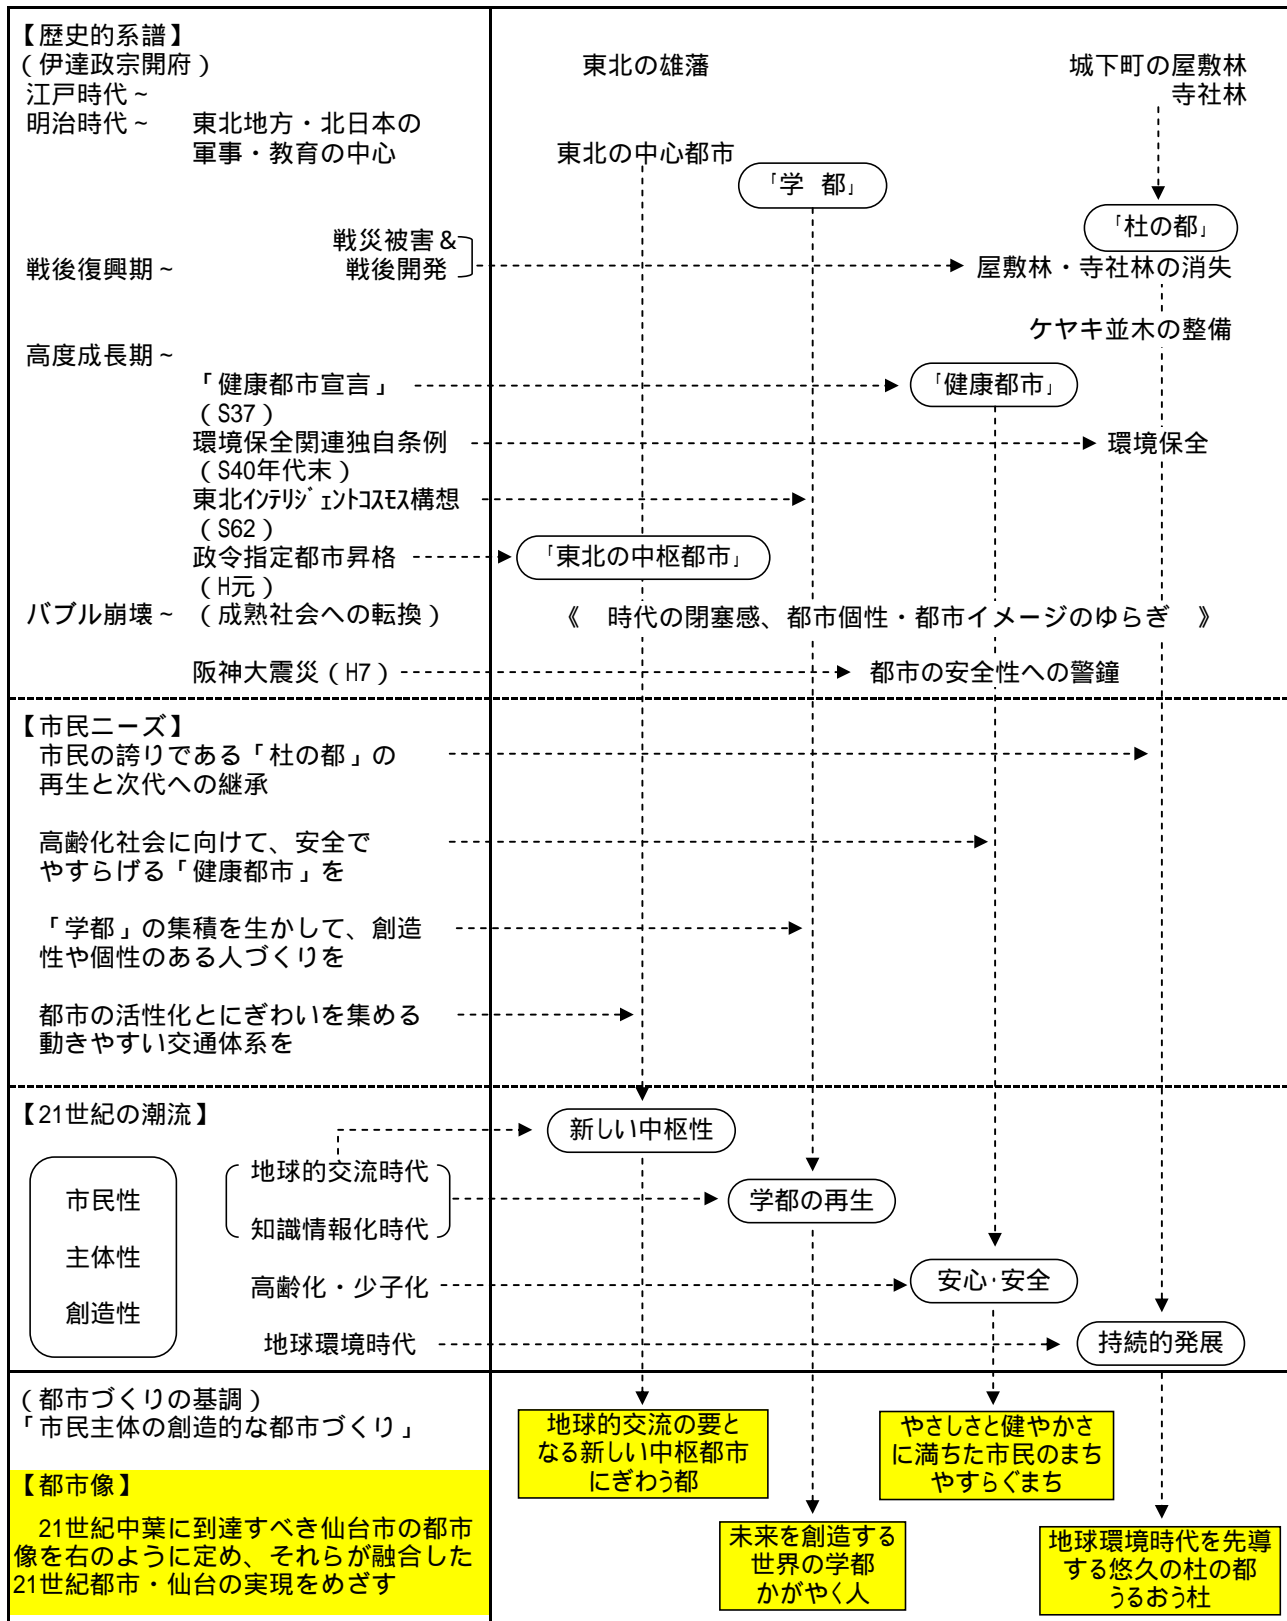 【歴史的系譜】
（伊達政宗開府）
東北の雄藩
城下町の屋敷林
江戸時代~
寺社林
明治時代~
東北地方・北日本の
軍事・教育の中心
東北の中心都市
「学 都」
「杜の都」
戦災被害&
戦後復興期~
戦後開発
屋敷林・寺社林の消失
ケヤキ並木の整備
高度成長期~
「健康都市宣言」
「健康都市」
（S37）
環境保全関連独自条例
環境保全
（S40年代末）
東北ｲﾝﾃﾘｼﾞｪﾝﾄｺｽﾓｽ構想
（S62）
政令指定都市昇格
「東北の中枢都市」
（H元）
バブル崩壊~
（成熟社会への転換）
《 時代の閉塞感、都市個性・都市イメージのゆらぎ 》
阪神大震災（H7）
都市の安全性への警鐘
【市民ニーズ】
市民の誇りである「杜の都」の
再生と次代への継承
高齢化社会に向けて、安全で
やすらげる「健康都市」を
「学都」の集積を生かして、創造
性や個性のある人づくりを
都市の活性化とにぎわいを集める
動きやすい交通体系を
【21世紀の潮流】
新しい中枢性
地球的交流時代
市民性
学都の再生
知識情報化時代
主体性
高齢化・少子化
安心･安全
創造性
地球環境時代
持続的発展
（都市づくりの基調）
「市民主体の創造的な都市づくり」
地球的交流の要と
なる新しい中枢都市
にぎわう都
やさしさと健やかさ
に満ちた市民のまち
やすらぐまち
【都市像】
21世紀中葉に到達すべき仙台市の都市
像を右のように定め、それらが融合した
21世紀都市・仙台の実現をめざす
未来を創造する
世界の学都
かがやく人
地球環境時代を先導
する悠久の杜の都
うるおう杜